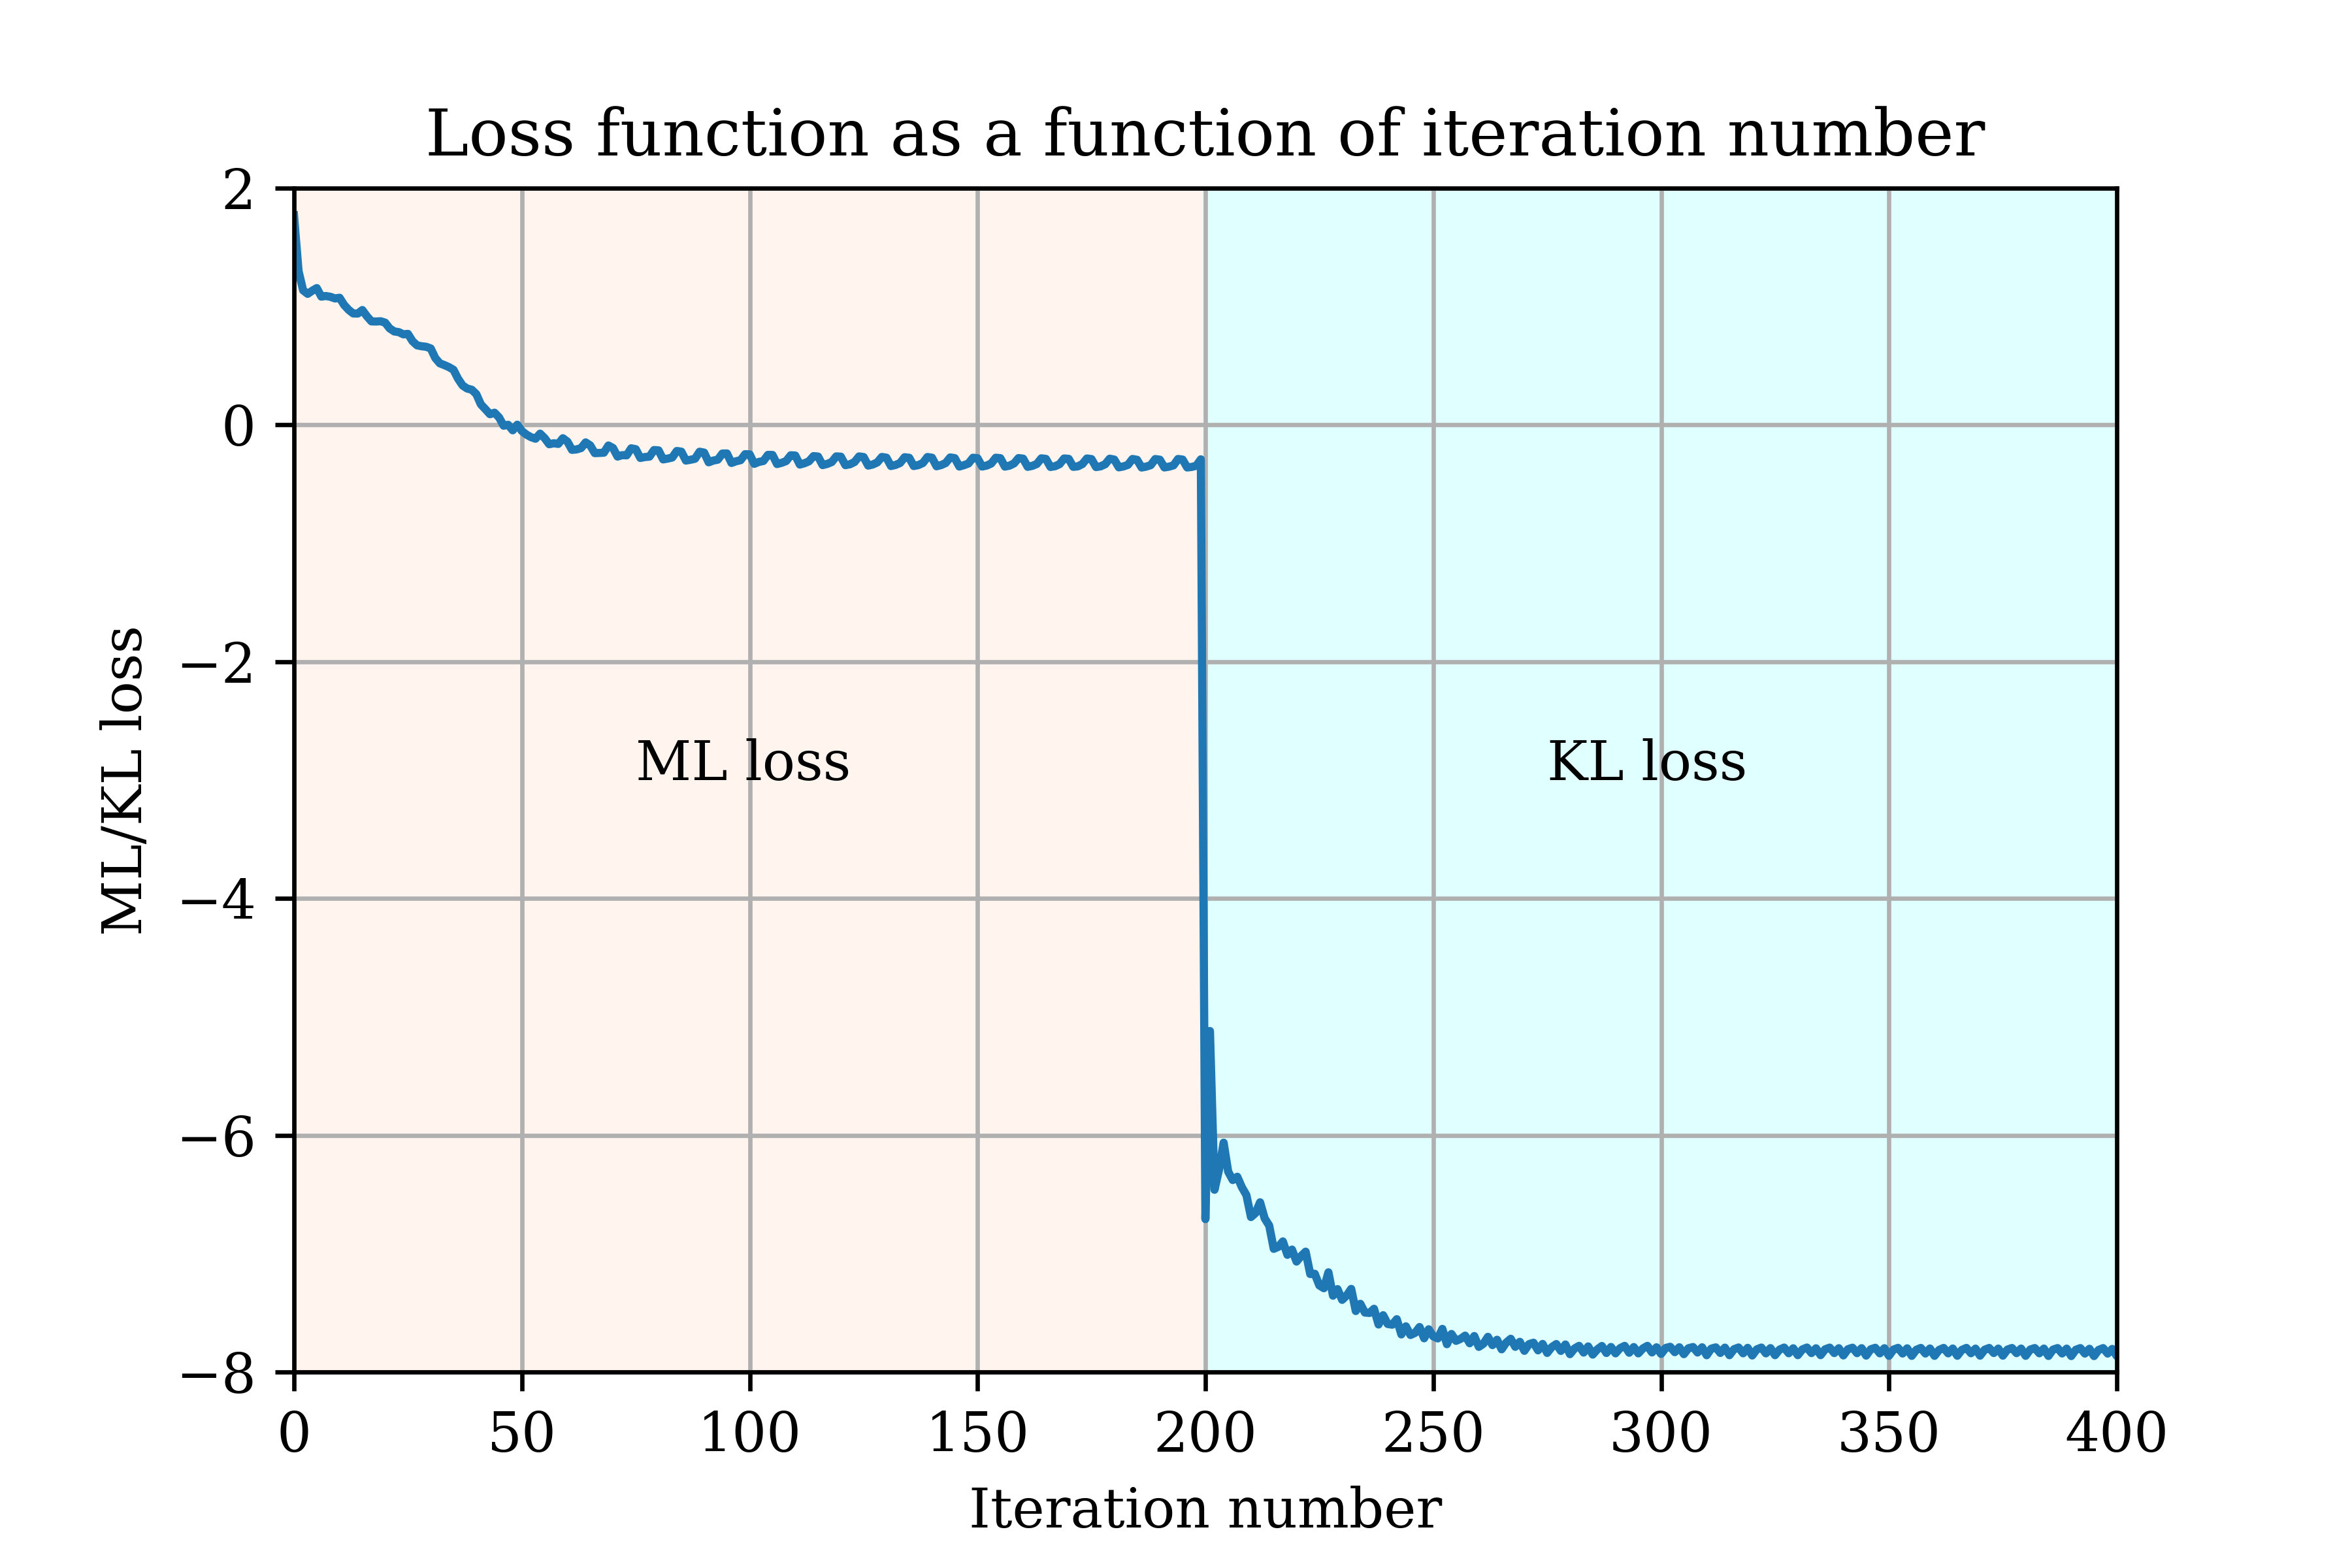 Loss function as a function of iteration number
2
0
−2
−4
−6
−8
ML/KL loss
ML loss
KL loss
0 50 100 150 200 250 300 350 400
Iteration number